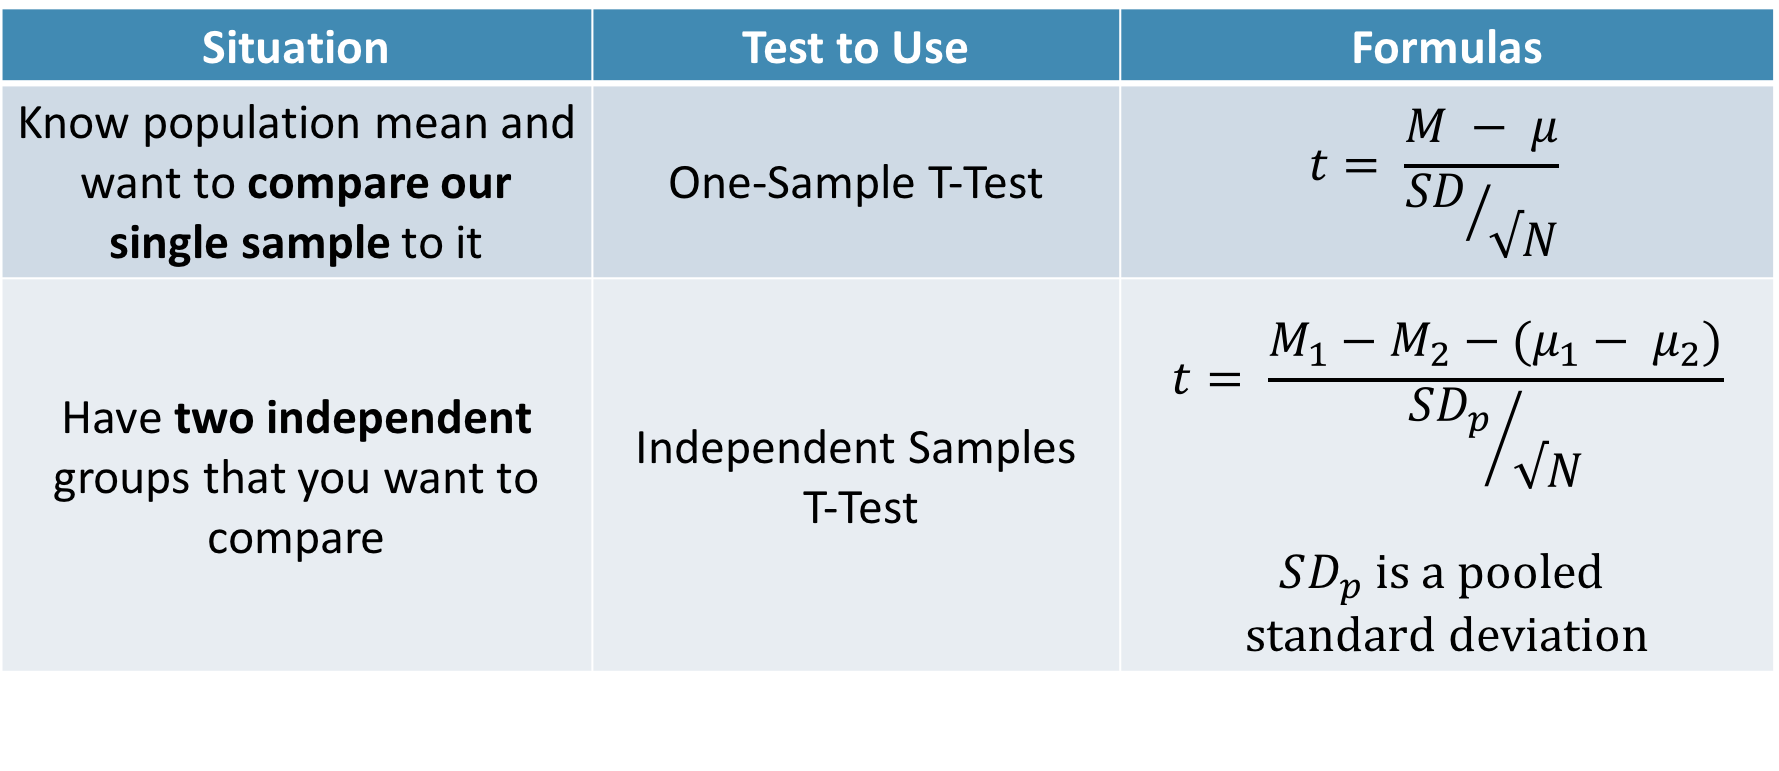 Situation
Test to Use
Formulas
Know population mean and
want to compare our
single sample to it
One-Sample T-Test
t = (M − μ) / (SD/√N)
Have two independent
groups that you want to
compare
Independent Samples
T-Test
t = (M₁ − M₂ − (μ₁ − μ₂)) / (SDₚ/√N)
SDₚ is a pooled
standard deviation